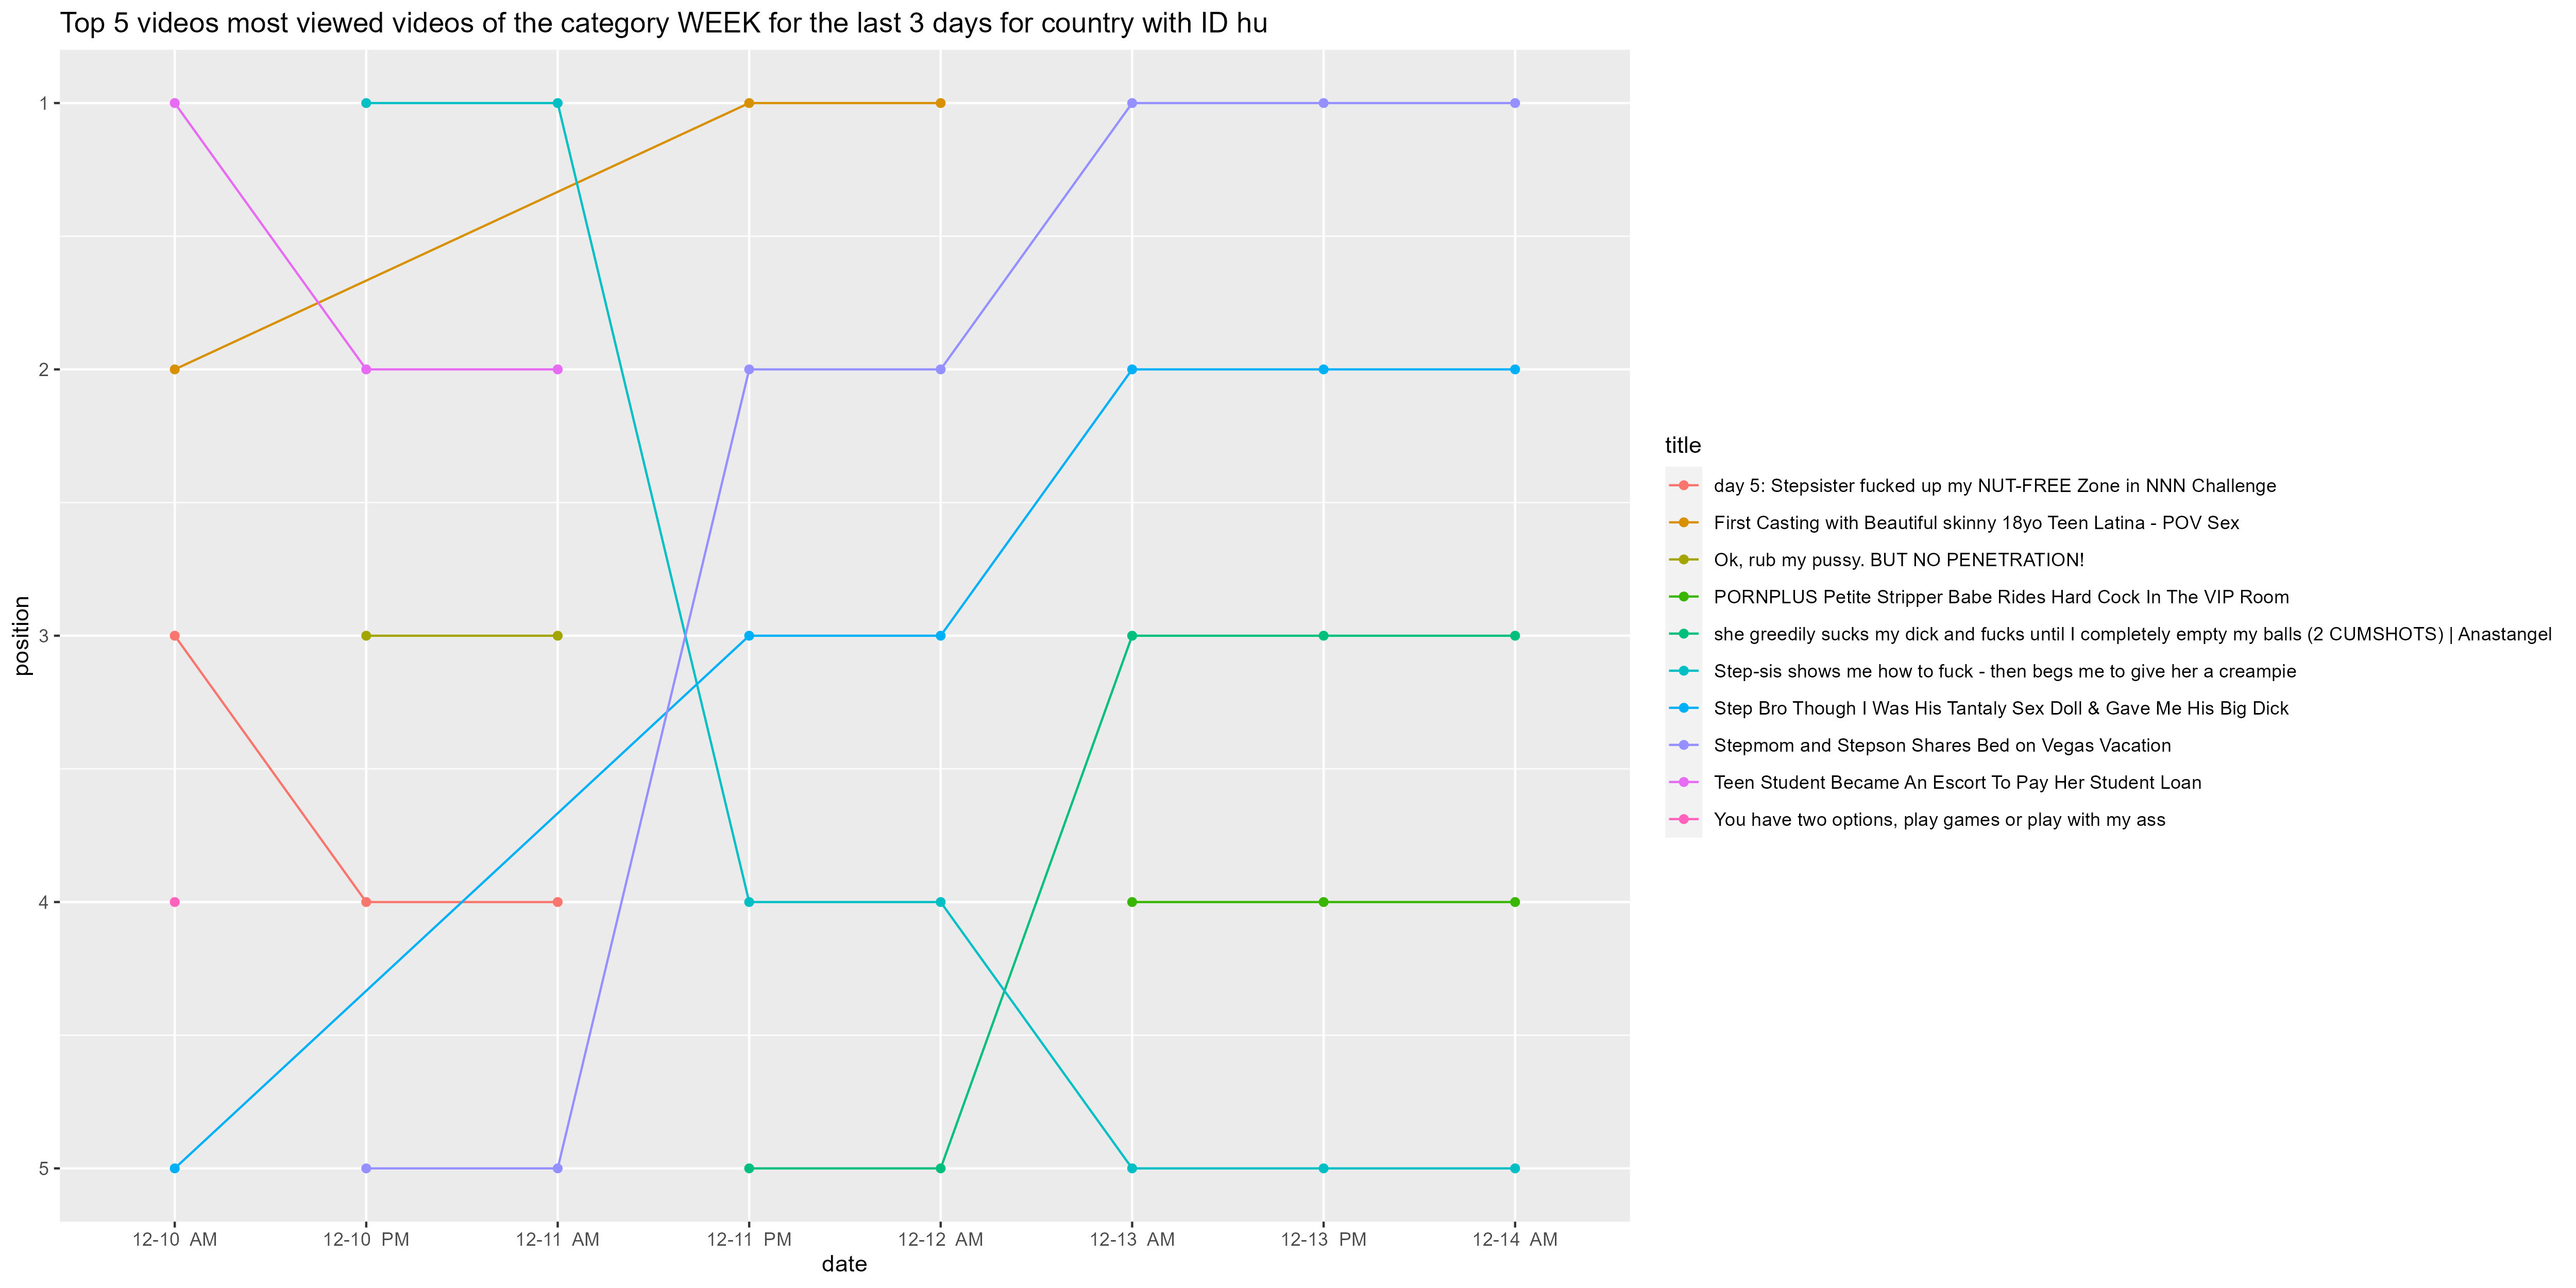 Top 5 videos most viewed videos of the category WEEK for the last 3 days for country with ID hu
position
1
2
3
4
5
12-10 AM
12-10 PM
12-11 AM
12-11 PM
12-12 AM
12-13 AM
12-13 PM
12-14 AM
date
title
day 5: Stepsister fucked up my NUT-FREE Zone in NNN Challenge
First Casting with Beautiful skinny 18yo Teen Latina - POV Sex
Ok, rub my pussy. BUT NO PENETRATION!
PORNPLUS Petite Stripper Babe Rides Hard Cock In The VIP Room
she greedily sucks my dick and fucks until I completely empty my balls (2 CUMSHOTS) | Anastangel
Step-sis shows me how to fuck - then begs me to give her a creampie
Step Bro Though I Was His Tantaly Sex Doll & Gave Me His Big Dick
Stepmom and Stepson Shares Bed on Vegas Vacation
Teen Student Became An Escort To Pay Her Student Loan
You have two options, play games or play with my ass